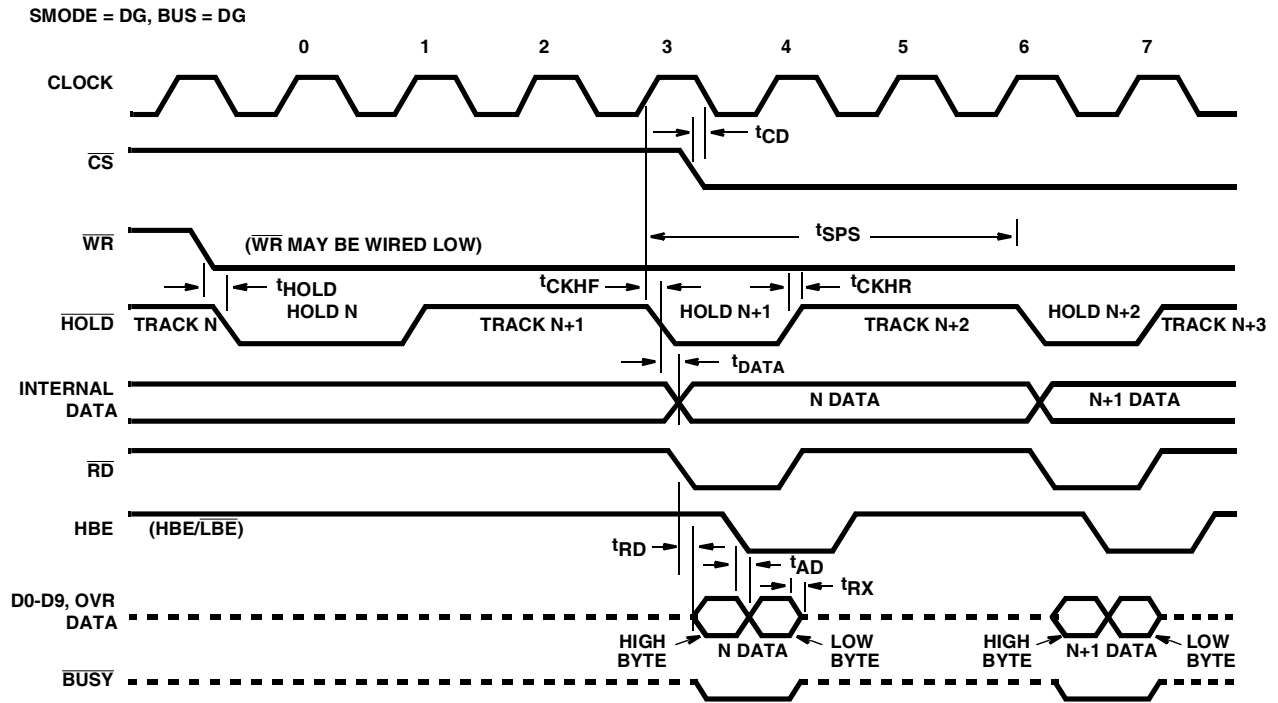 SMODE = DG, BUS = DG
0 1 2 3 4 5 6 7
CLOCK
tCD
CS
WR
(WR MAY BE WIRED LOW)
tSPS
tHOLD
tCKHF
tCKHR
HOLD
TRACK N
HOLD N
TRACK N+1
HOLD N+1
TRACK N+2
HOLD N+2
TRACK N+3
tDATA
INTERNAL
DATA
N DATA
N+1 DATA
RD
HBE
(HBE/LBE)
tRD
tAD
tRX
D0-D9, OVR
DATA
HIGH
BYTE
N DATA
LOW
BYTE
HIGH
BYTE
N+1 DATA
LOW
BYTE
BUSY